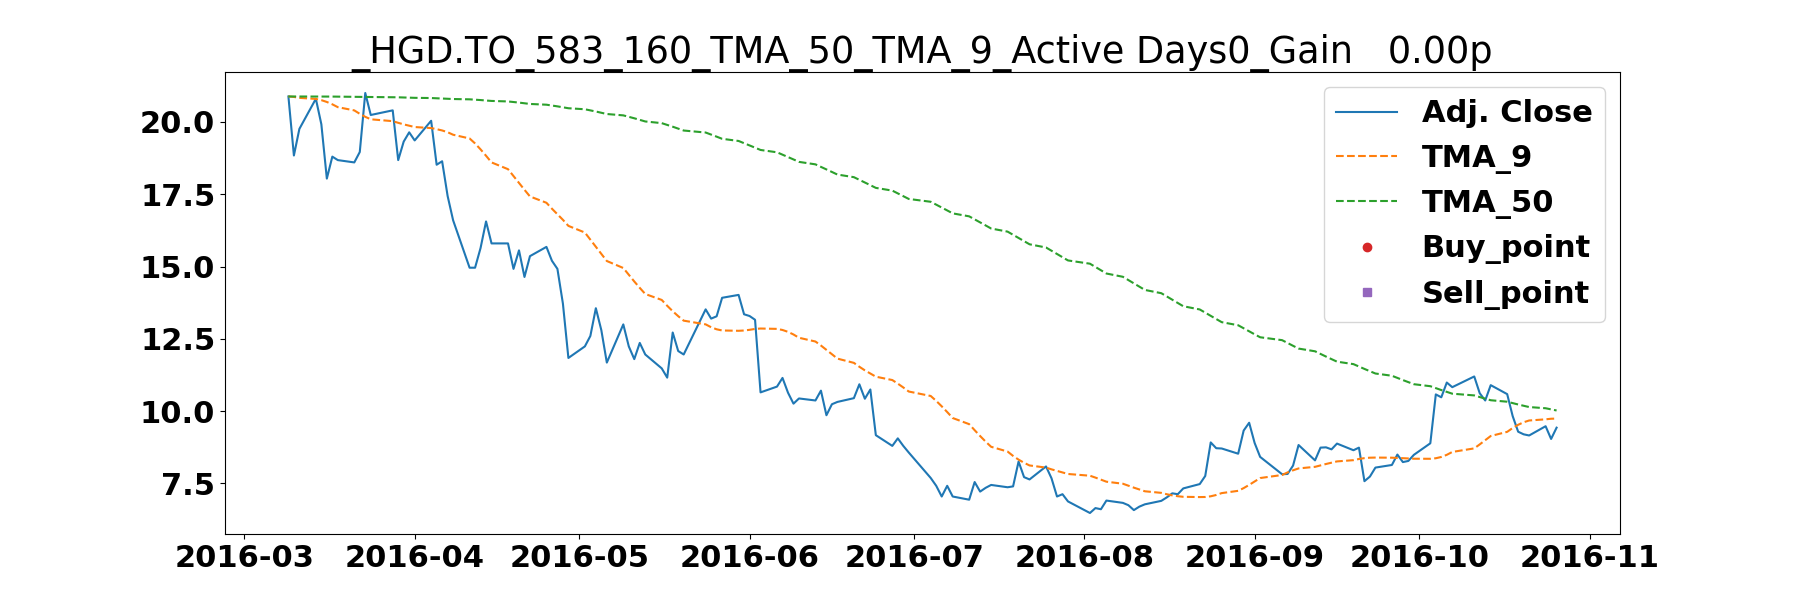 _HGD.TO_583_160_TMA_50_TMA_9_Active Days0_Gain   0.00p
20.0
17.5
15.0
12.5
10.0
7.5
Adj. Close
TMA_9
TMA_50
Buy_point
Sell_point
2016-03 2016-04 2016-05 2016-06 2016-07 2016-08 2016-09 2016-10 2016-11